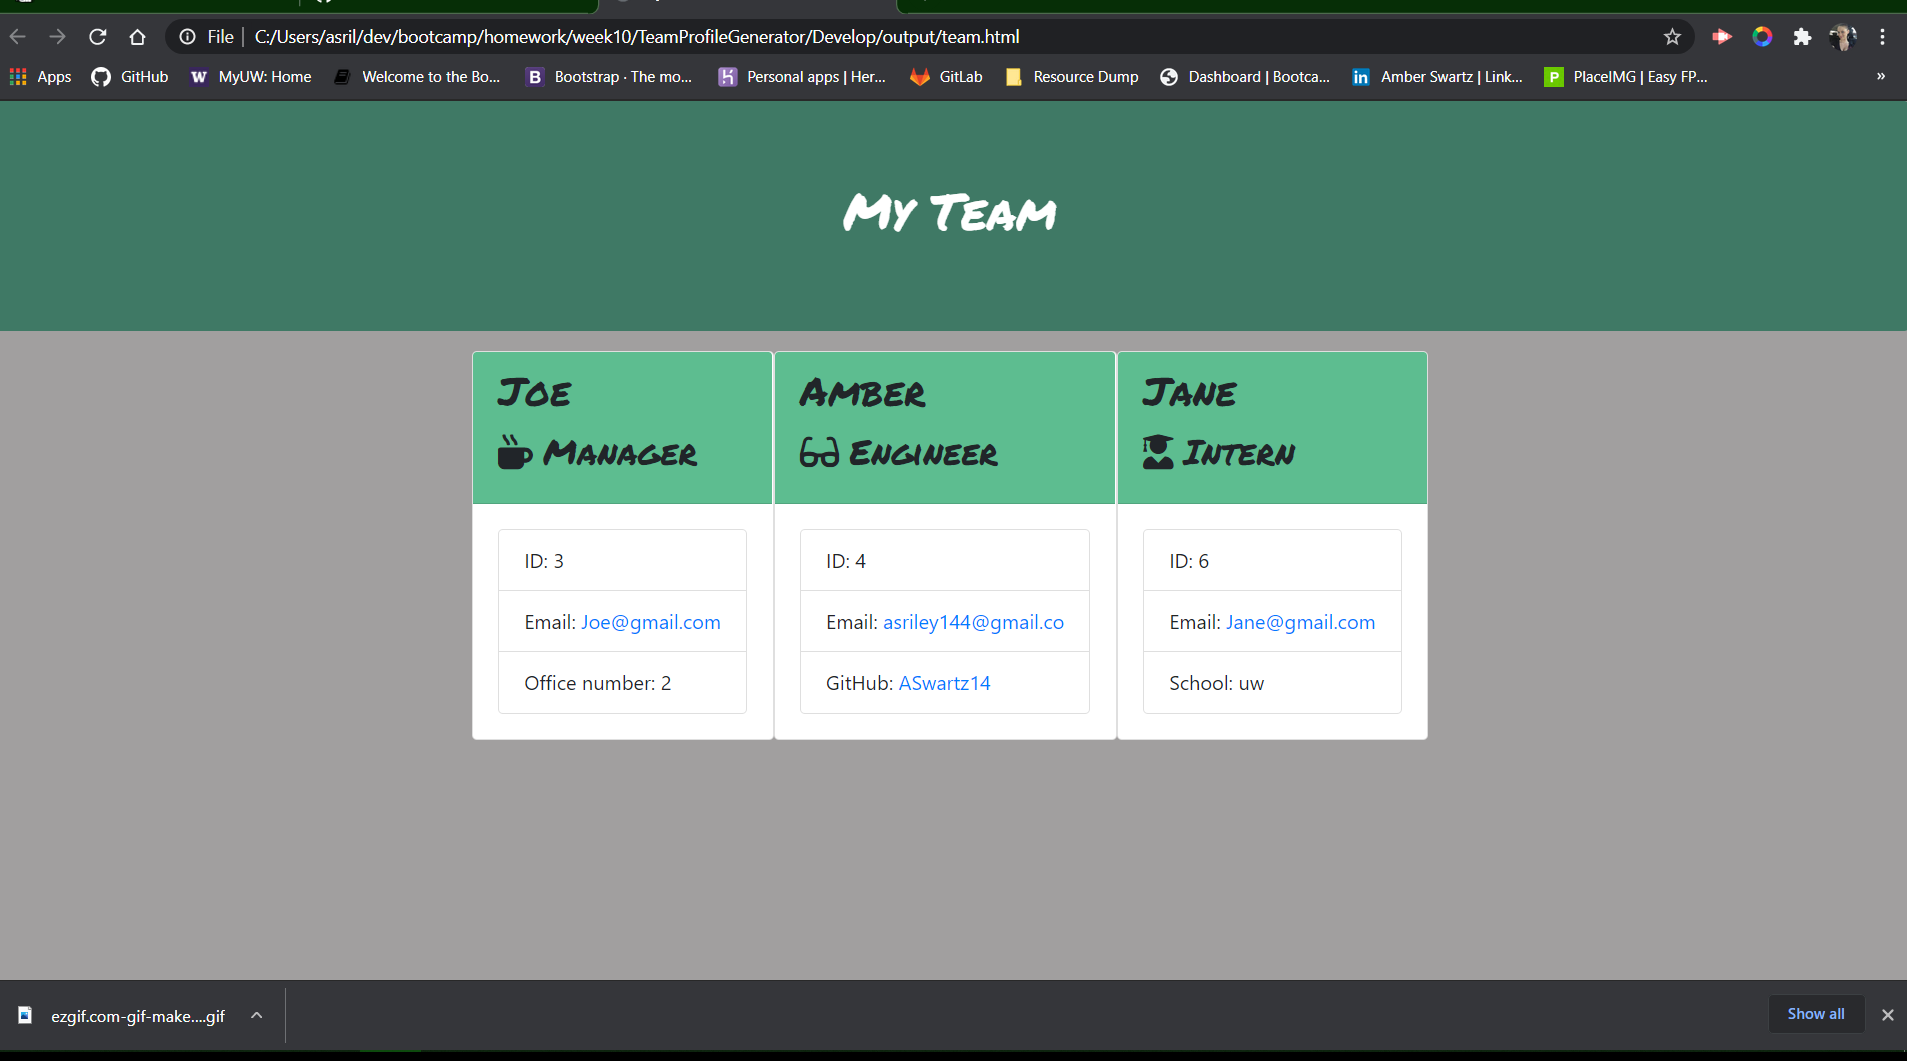 File | C:/Users/asril/dev/bootcamp/homework/week10/TeamProfileGenerator/Develop/output/team.html
Apps GitHub W MyUW: Home Welcome to the Bo... B Bootstrap · The mo... Personal apps | Her... GitLab Resource Dump Dashboard | Bootca... in Amber Swartz | Link... P PlaceIMG | Easy FP... »
My Team
Joe
Manager
ID: 3
Email: Joe@gmail.com
Office number: 2
Amber
Engineer
ID: 4
Email: asriley144@gmail.co
GitHub: ASwartz14
Jane
Intern
ID: 6
Email: Jane@gmail.com
School: uw
ezgif.com-gif-make....gif
Show all